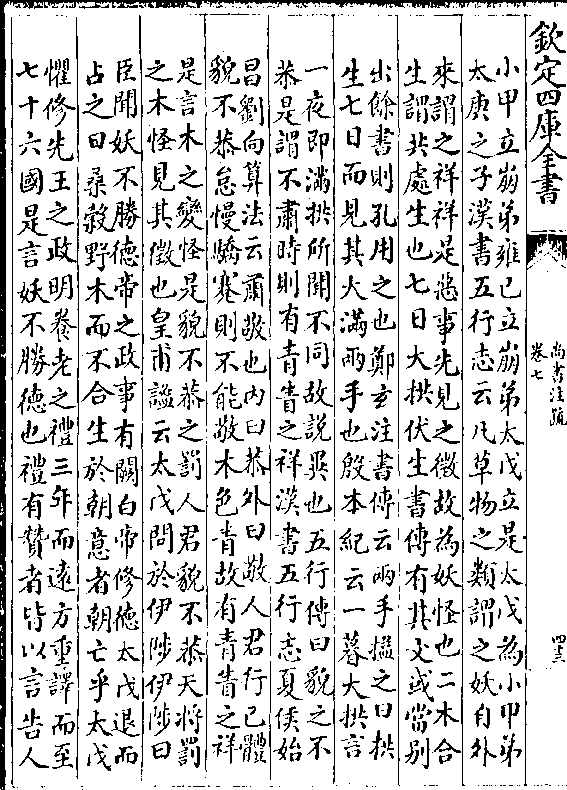 欽定四庫全書
尚書注疏
卷七
四三
小甲立崩弟雍已立崩弟太戊立是太戊為小甲弟
太庚之子漢書五行志云凡草物之類謂之妖自外
來謂之祥祥是惡事先見之徵故為妖怪也二木合
生謂共處生也七日大拱伏生書傳有其文或當別
出餘書則孔用之也鄭玄注書傳云兩手搤之曰拱
生七日而見其大滿兩手也殷本紀云一暮大拱言
一夜即滿拱所聞不同故說異也五行傳曰貌之不
恭是謂不肅時則有青眚之祥漢書五行志夏侯始
昌劉向算法云肅敬也內曰恭外曰敬人君行已體
貌不恭怠慢驕蹇則不能敬木色青故有青眚之祥
是言木之變怪是貌不恭之罰人君貌不恭天將罰
之木怪見其徵也皇甫謐云太戊問於伊陟伊陟曰
臣聞妖不勝德帝之政事有闕白帝修德太戊退而
占之曰桑穀野木而不合生於朝意者朝亡乎太戊
懼修先王之政明養老之禮三年而遠方重譯而至
七十六國是言妖不勝德也禮有贊者皆以言告人